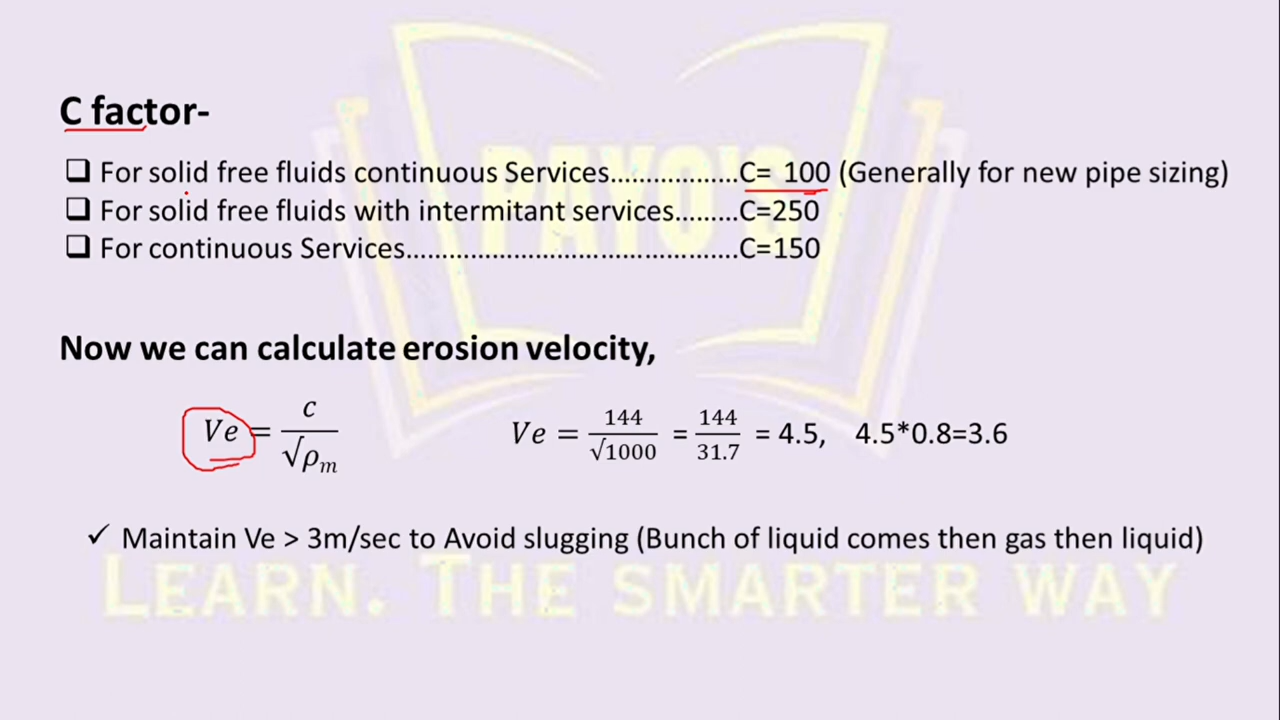 C factor-
❑ For solid free fluids continuous Services..................C= 100 (Generally for new pipe sizing)
❑ For solid free fluids with intermitant services.........C=250
❑ For continuous Services...............................................C=150
Now we can calculate erosion velocity,
Ve = c/√ρₘ    Ve = 144/√1000 = 144/31.7 = 4.5,   4.5*0.8=3.6
✓ Maintain Ve > 3m/sec to Avoid slugging (Bunch of liquid comes then gas then liquid)
PAYO'S
LEARN. THE SMARTER WAY